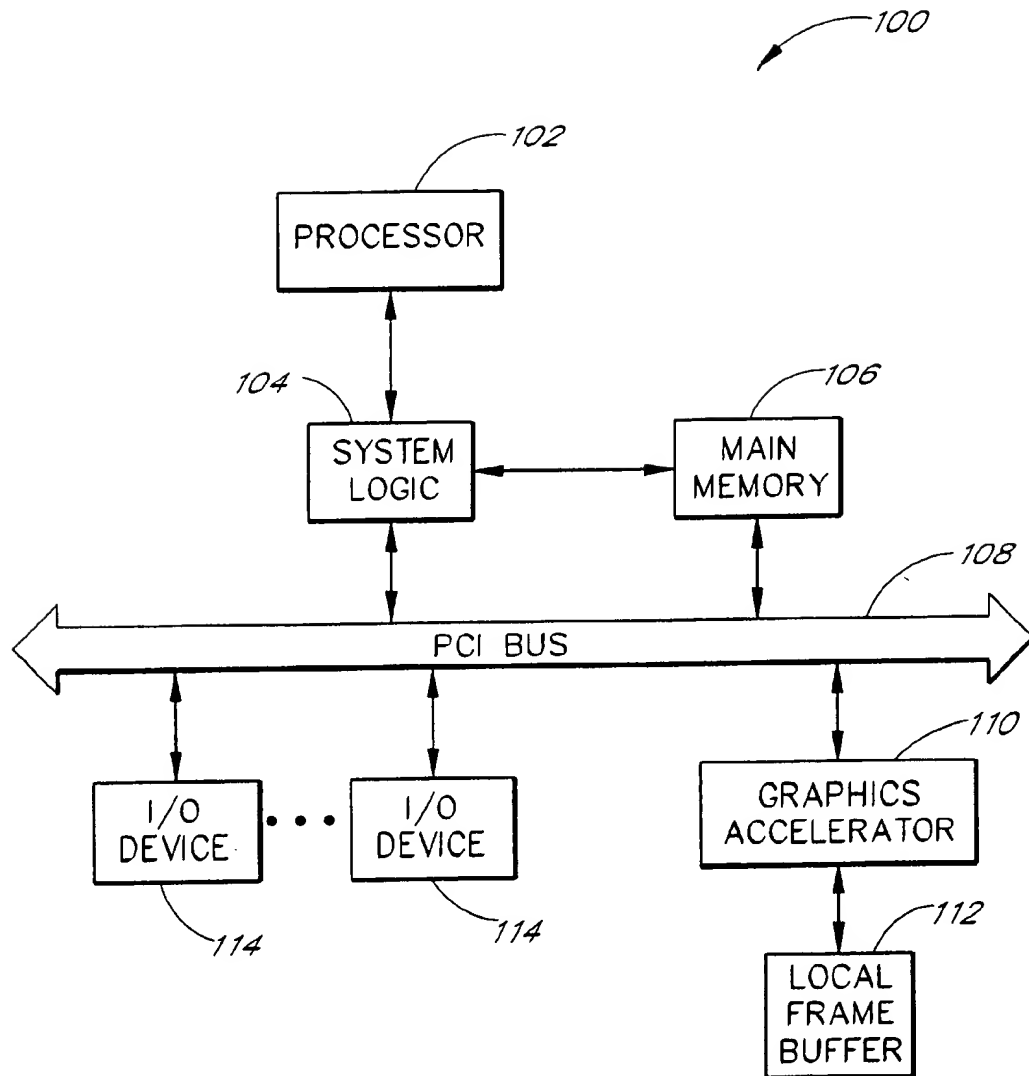 100
102
PROCESSOR
104
SYSTEM
LOGIC
106
MAIN
MEMORY
108
PCI BUS
110
I/O
DEVICE
I/O
DEVICE
GRAPHICS
ACCELERATOR
114
114
112
LOCAL
FRAME
BUFFER